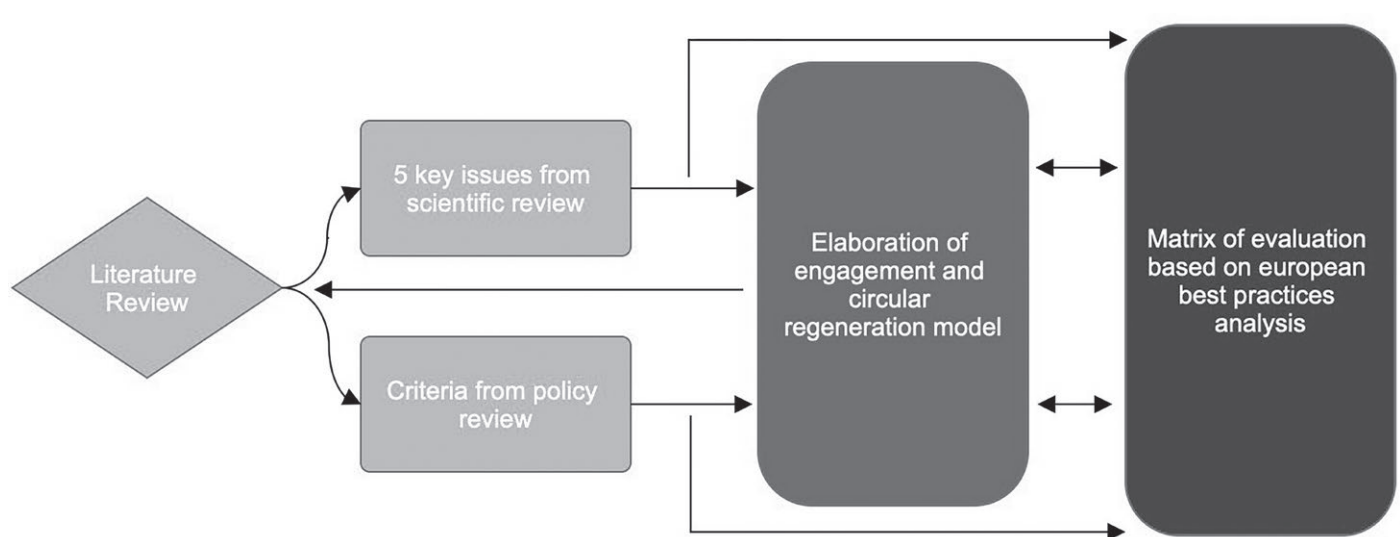 Literature
Review
5 key issues from
scientific review
Criteria from policy
review
Elaboration of
engagement and
circular
regeneration model
Matrix of evaluation
based on european
best practices
analysis